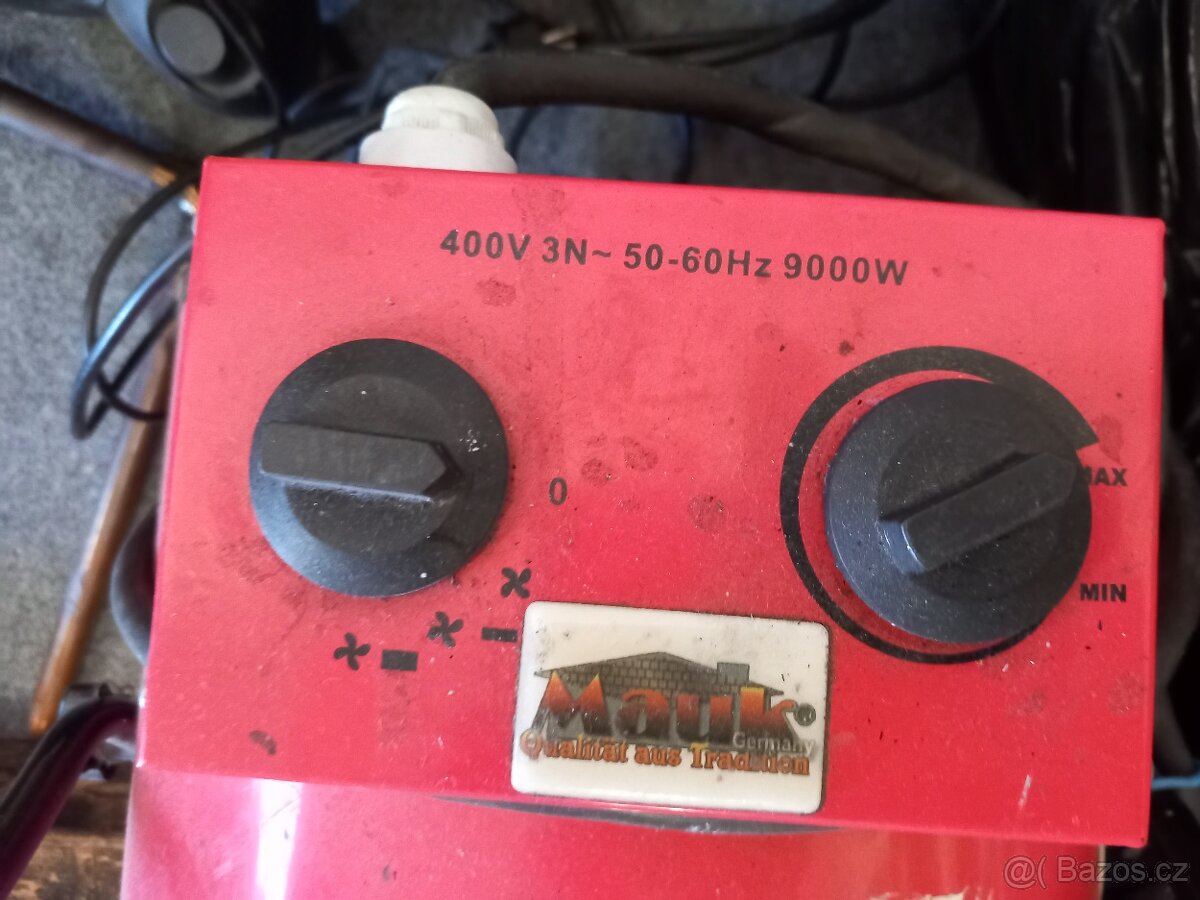 400V 3N~ 50-60Hz 9000W
0
MAX
MIN
Mauk®
Germany
Qualität aus Tradition
@( Bazos.cz